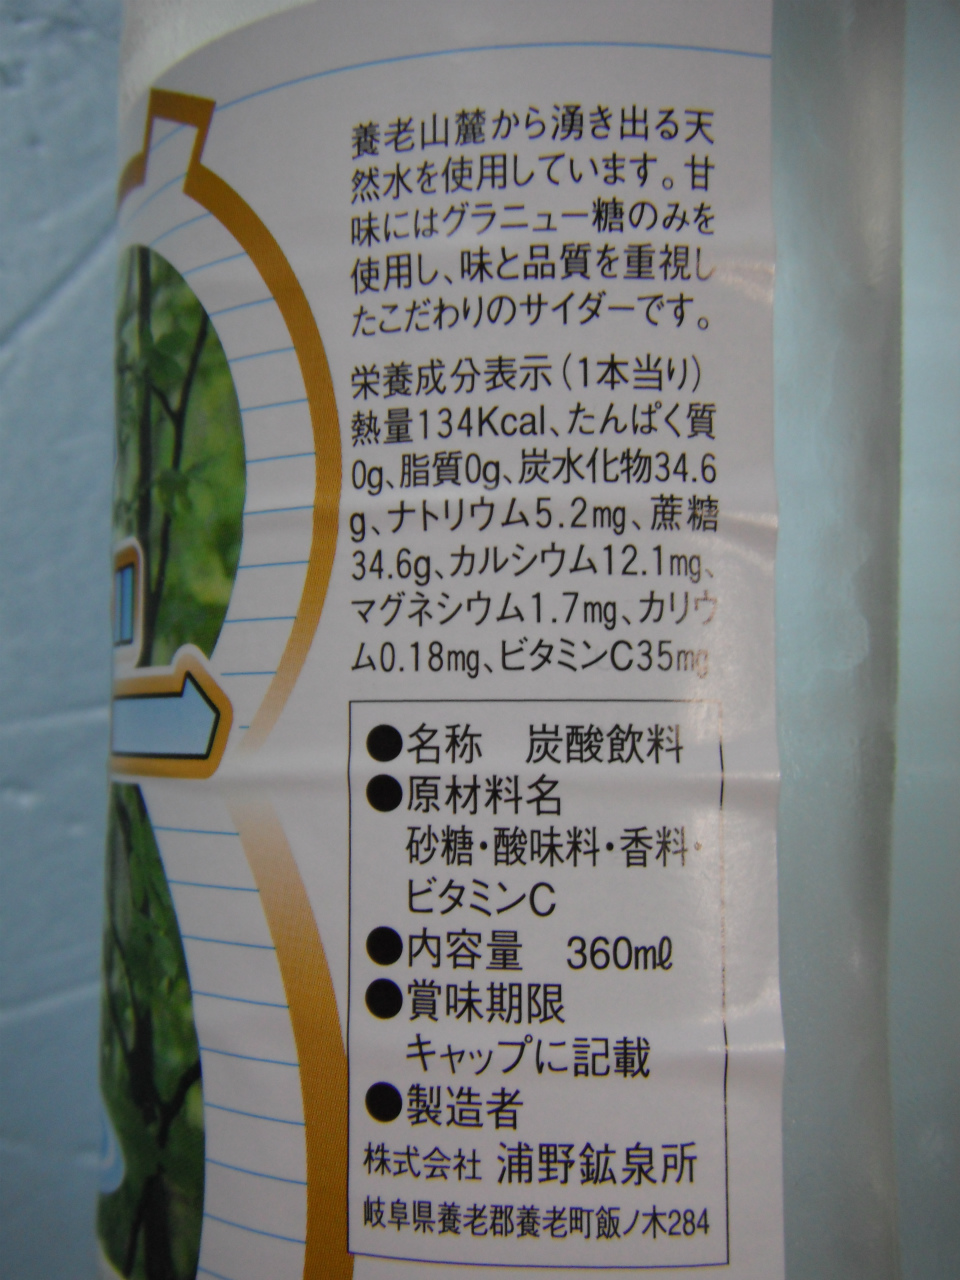 養老山麓から湧き出る天
然水を使用しています。甘
味にはグラニュー糖のみを
使用し、味と品質を重視し
たこだわりのサイダーです。
栄養成分表示(1本当り)
熱量134Kcal、たんぱく質
0g、脂質0g、炭水化物34.6
g、ナトリウム5.2mg、蔗糖
34.6g、カルシウム12.1mg、
マグネシウム1.7mg、カリウ
ム0.18mg、ビタミンC35mg
●名称 炭酸飲料
●原材料名
砂糖・酸味料・香料・
ビタミンC
●内容量 360mℓ
●賞味期限
キャップに記載
●製造者
株式会社 浦野鉱泉所
岐阜県養老郡養老町飯ノ木284